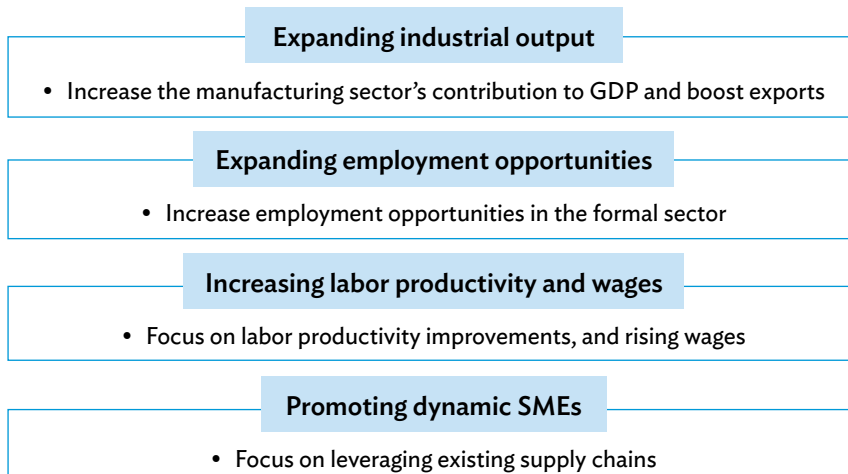 Expanding industrial output
• Increase the manufacturing sector’s contribution to GDP and boost exports
Expanding employment opportunities
• Increase employment opportunities in the formal sector
Increasing labor productivity and wages
• Focus on labor productivity improvements, and rising wages
Promoting dynamic SMEs
• Focus on leveraging existing supply chains